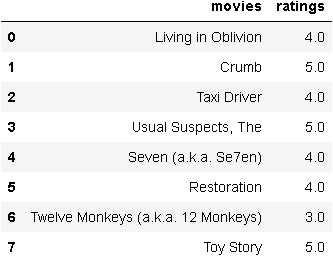 movies ratings
0 Living in Oblivion 4.0
1 Crumb 5.0
2 Taxi Driver 4.0
3 Usual Suspects, The 5.0
4 Seven (a.k.a. Se7en) 4.0
5 Restoration 4.0
6 Twelve Monkeys (a.k.a. 12 Monkeys) 3.0
7 Toy Story 5.0